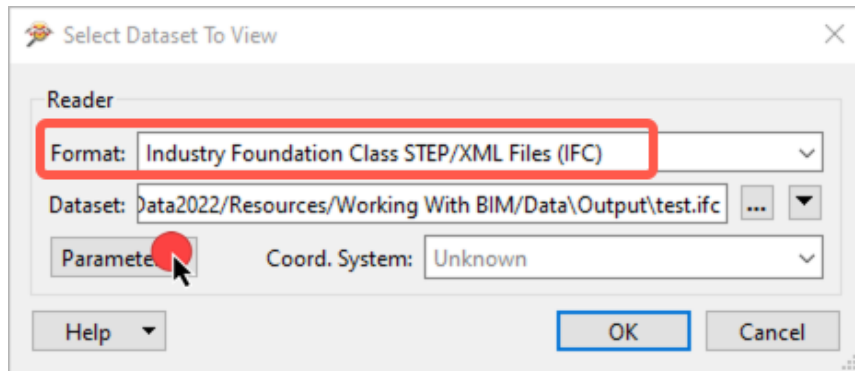 Select Dataset To View
Reader
Format: Industry Foundation Class STEP/XML Files (IFC)
Dataset: Data2022/Resources/Working With BIM/Data\Output\test.ifc ...
Coord. System: Unknown
Help OK Cancel